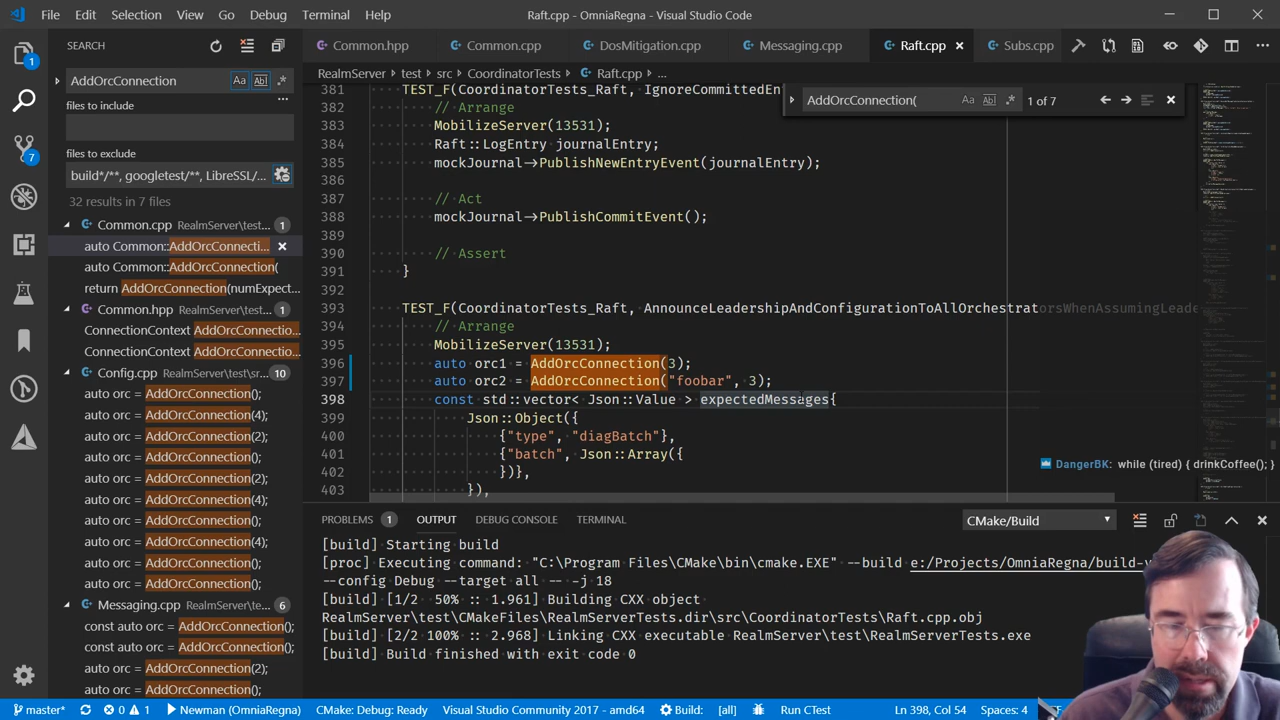 File Edit Selection View Go Debug Terminal Help Raft.cpp - OmniaRegna - Visual Studio Code
SEARCH
AddOrcConnection
files to include
files to exclude
build*/**, googletest/**, LibreSSL/...
32 results in 7 files
Common.cpp RealmServer\test... 1
auto Common::AddOrcConnecti...
auto Common::AddOrcConnection(
return AddOrcConnection(numExpect...
Common.hpp RealmServer\test... 1
ConnectionContext AddOrcConnectio...
ConnectionContext AddOrcConnectio...
Config.cpp RealmServer\test\sr... 10
auto orc = AddOrcConnection();
auto orc = AddOrcConnection(4);
auto orc = AddOrcConnection();
auto orc = AddOrcConnection();
auto orc = AddOrcConnection(2);
auto orc = AddOrcConnection(4);
auto orc = AddOrcConnection();
auto orc = AddOrcConnection(4);
auto orc = AddOrcConnection();
auto orc = AddOrcConnection();
Messaging.cpp RealmServer\test... 6
const auto orc = AddOrcConnection();
const auto orc = AddOrcConnection();
auto orc = AddOrcConnection(2);
auto orc = AddOrcConnection();
Common.hpp Common.cpp DosMitigation.cpp Messaging.cpp Raft.cpp Subs.cpp
RealmServer > test > src > CoordinatorTests > Raft.cpp > ...
AddOrcConnection( 1 of 7
381 TEST_F(CoordinatorTests_Raft, IgnoreCommittedEn
382 // Arrange
383 MobilizeServer(13531);
384 Raft::LogEntry journalEntry;
385 mockJournal->PublishNewEntryEvent(journalEntry);
386
387 // Act
388 mockJournal->PublishCommitEvent();
389
390 // Assert
391 }
392
393 TEST_F(CoordinatorTests_Raft, AnnounceLeadershipAndConfigurationToAllOrchestratorsWhenAssumingLeade
394 // Arrange
395 MobilizeServer(13531);
396 auto orc1 = AddOrcConnection(3);
397 auto orc2 = AddOrcConnection("foobar", 3);
398 const std::vector< Json::Value > expectedMessages{
399 Json::Object({
400 {"type", "diagBatch"},
401 {"batch", Json::Array({
402 })},
403 }),
DangerBK: while (tired) { drinkCoffee(); }
PROBLEMS 1 OUTPUT DEBUG CONSOLE TERMINAL CMake/Build
[build] Starting build
[proc] Executing command: "C:\Program Files\CMake\bin\cmake.EXE" --build e:/Projects/OmniaRegna/build-v
--config Debug --target all -- -j 18
[build] [1/2 50% :: 1.961] Building CXX object
RealmServer\test\CMakeFiles\RealmServerTests.dir\src\CoordinatorTests\Raft.cpp.obj
[build] [2/2 100% :: 2.968] Linking CXX executable RealmServer\test\RealmServerTests.exe
[build] Build finished with exit code 0
master* 0 1 Newman (OmniaRegna) CMake: Debug: Ready Visual Studio Community 2017 - amd64 Build: [all] Run CTest Ln 398, Col 54 Spaces: 4